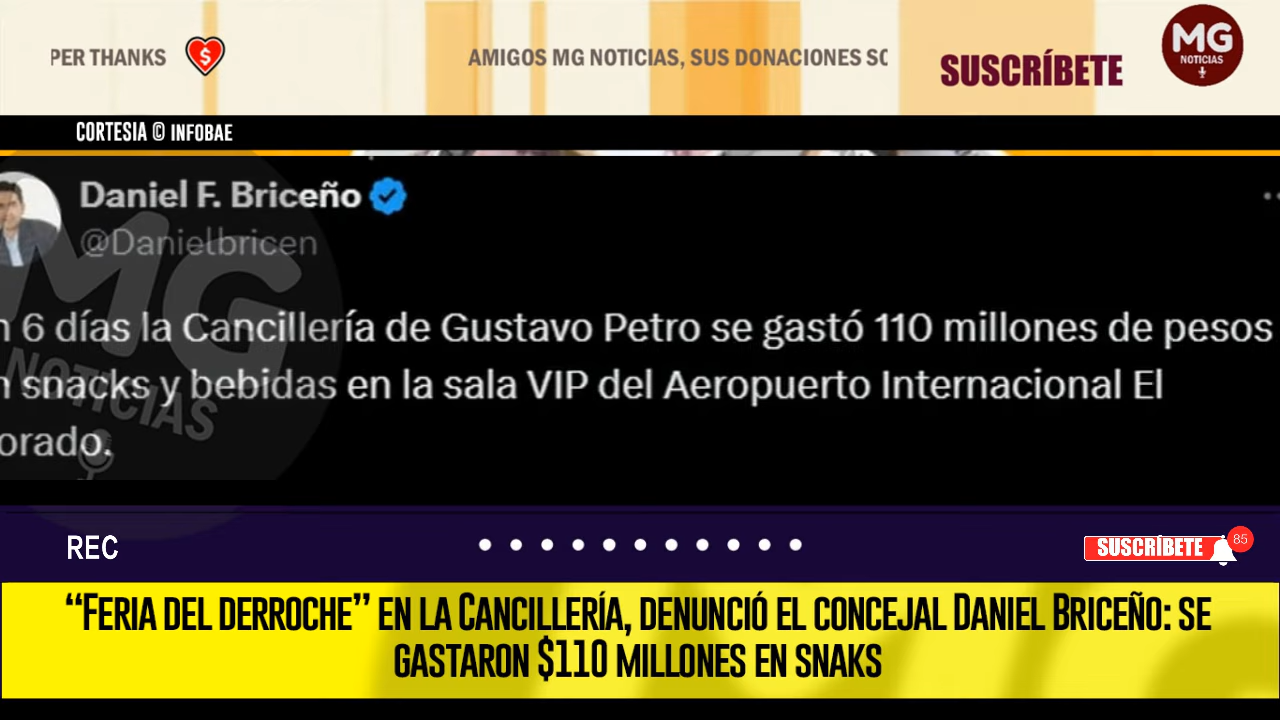 PER THANKS
AMIGOS MG NOTICIAS, SUS DONACIONES SO
SUSCRÍBETE
MG
NOTICIAS
CORTESIA © INFOBAE
Daniel F. Briceño
@Danielbricen
n 6 días la Cancillería de Gustavo Petro se gastó 110 millones de pesos
n snacks y bebidas en la sala VIP del Aeropuerto Internacional El
orado.
MG
NOTICIAS
REC
SUSCRÍBETE
85
“FERIA DEL DERROCHE” EN LA CANCILLERÍA, DENUNCIÓ EL CONCEJAL DANIEL BRICEÑO: SE
GASTARON $110 MILLONES EN SNAKS